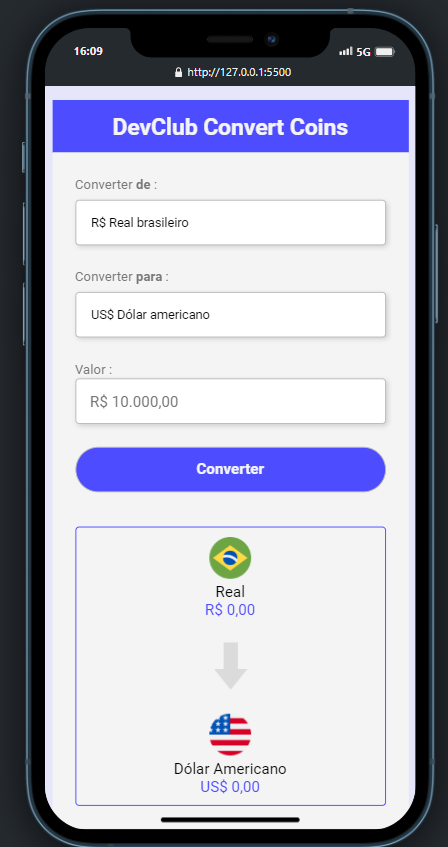 16:09
5G
http://127.0.0.1:5500
DevClub Convert Coins
Converter de :
R$ Real brasileiro
Converter para :
US$ Dólar americano
Valor :
R$ 10.000,00
Converter
Real
R$ 0,00
Dólar Americano
US$ 0,00